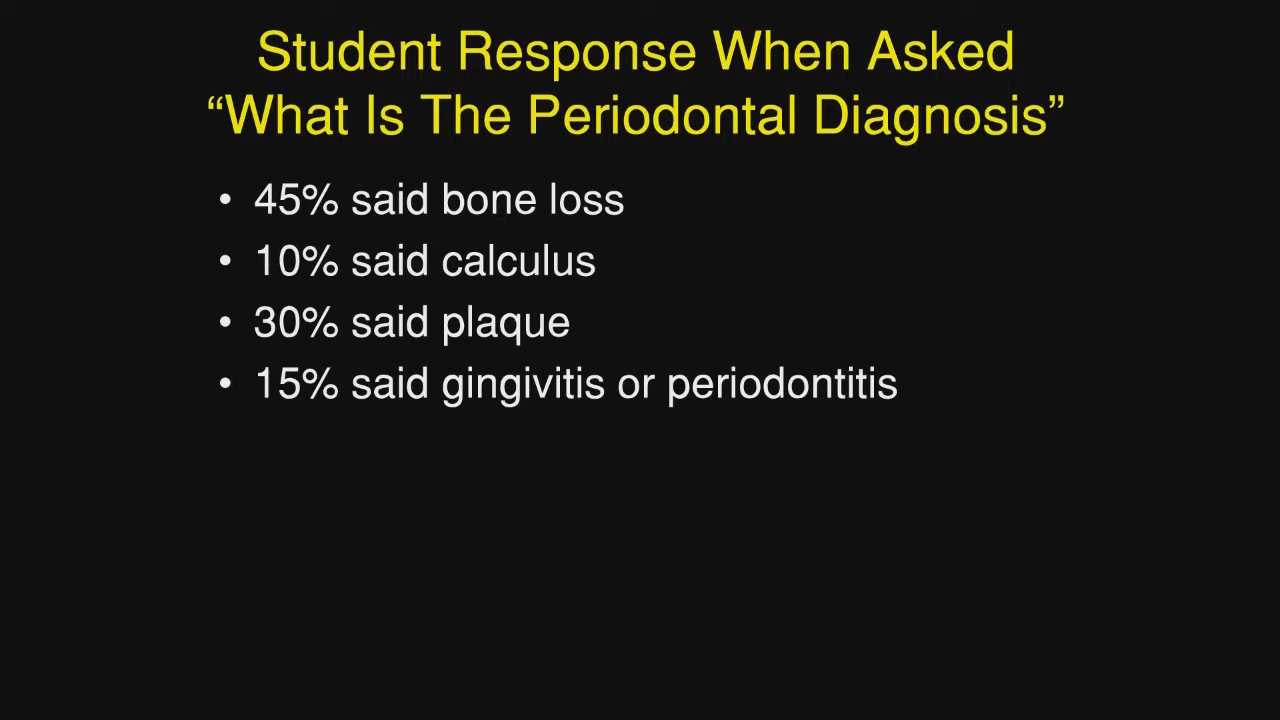 Student Response When Asked
“What Is The Periodontal Diagnosis”
• 45% said bone loss
• 10% said calculus
• 30% said plaque
• 15% said gingivitis or periodontitis